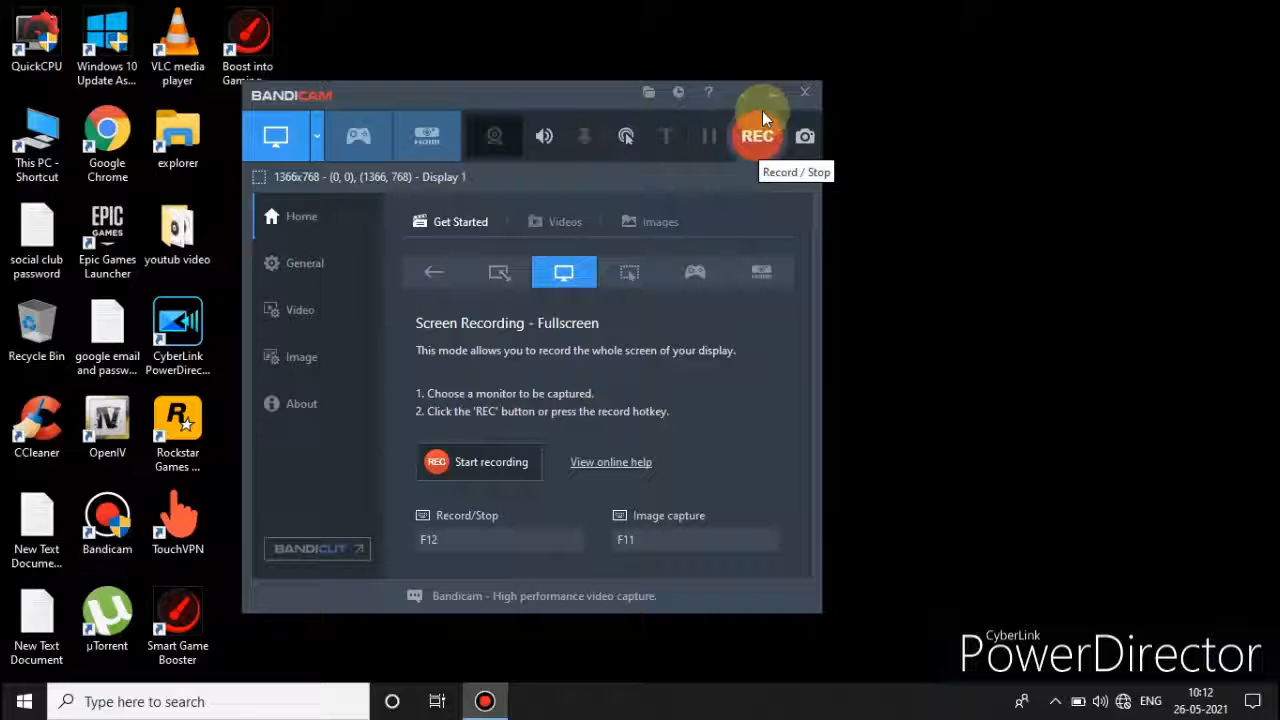 QuickCPU
Windows 10
Update As...
VLC media
player
Boost into
Gaming...
This PC -
Shortcut
Google
Chrome
explorer
social club
password
Epic Games
Launcher
youtub video
EPIC
GAMES
Recycle Bin
google email
and passw...
CyberLink
PowerDirec...
CCleaner
OpenIV
Rockstar
Games ...
New Text
Docume...
Bandicam
TouchVPN
New Text
Document
µTorrent
Smart Game
Booster
BANDICAM
?
HDMI
T
REC
Record / Stop
1366x768 - (0, 0), (1366, 768) - Display 1
Home
General
Video
Image
About
BANDICUT
Get Started
Videos
Images
HDMI
Screen Recording - Fullscreen
This mode allows you to record the whole screen of your display.
1. Choose a monitor to be captured.
2. Click the 'REC' button or press the record hotkey.
REC Start recording
View online help
Record/Stop
Image capture
F12
F11
Bandicam - High performance video capture.
CyberLink
PowerDirector
Type here to search
ENG
10:12
26-05-2021